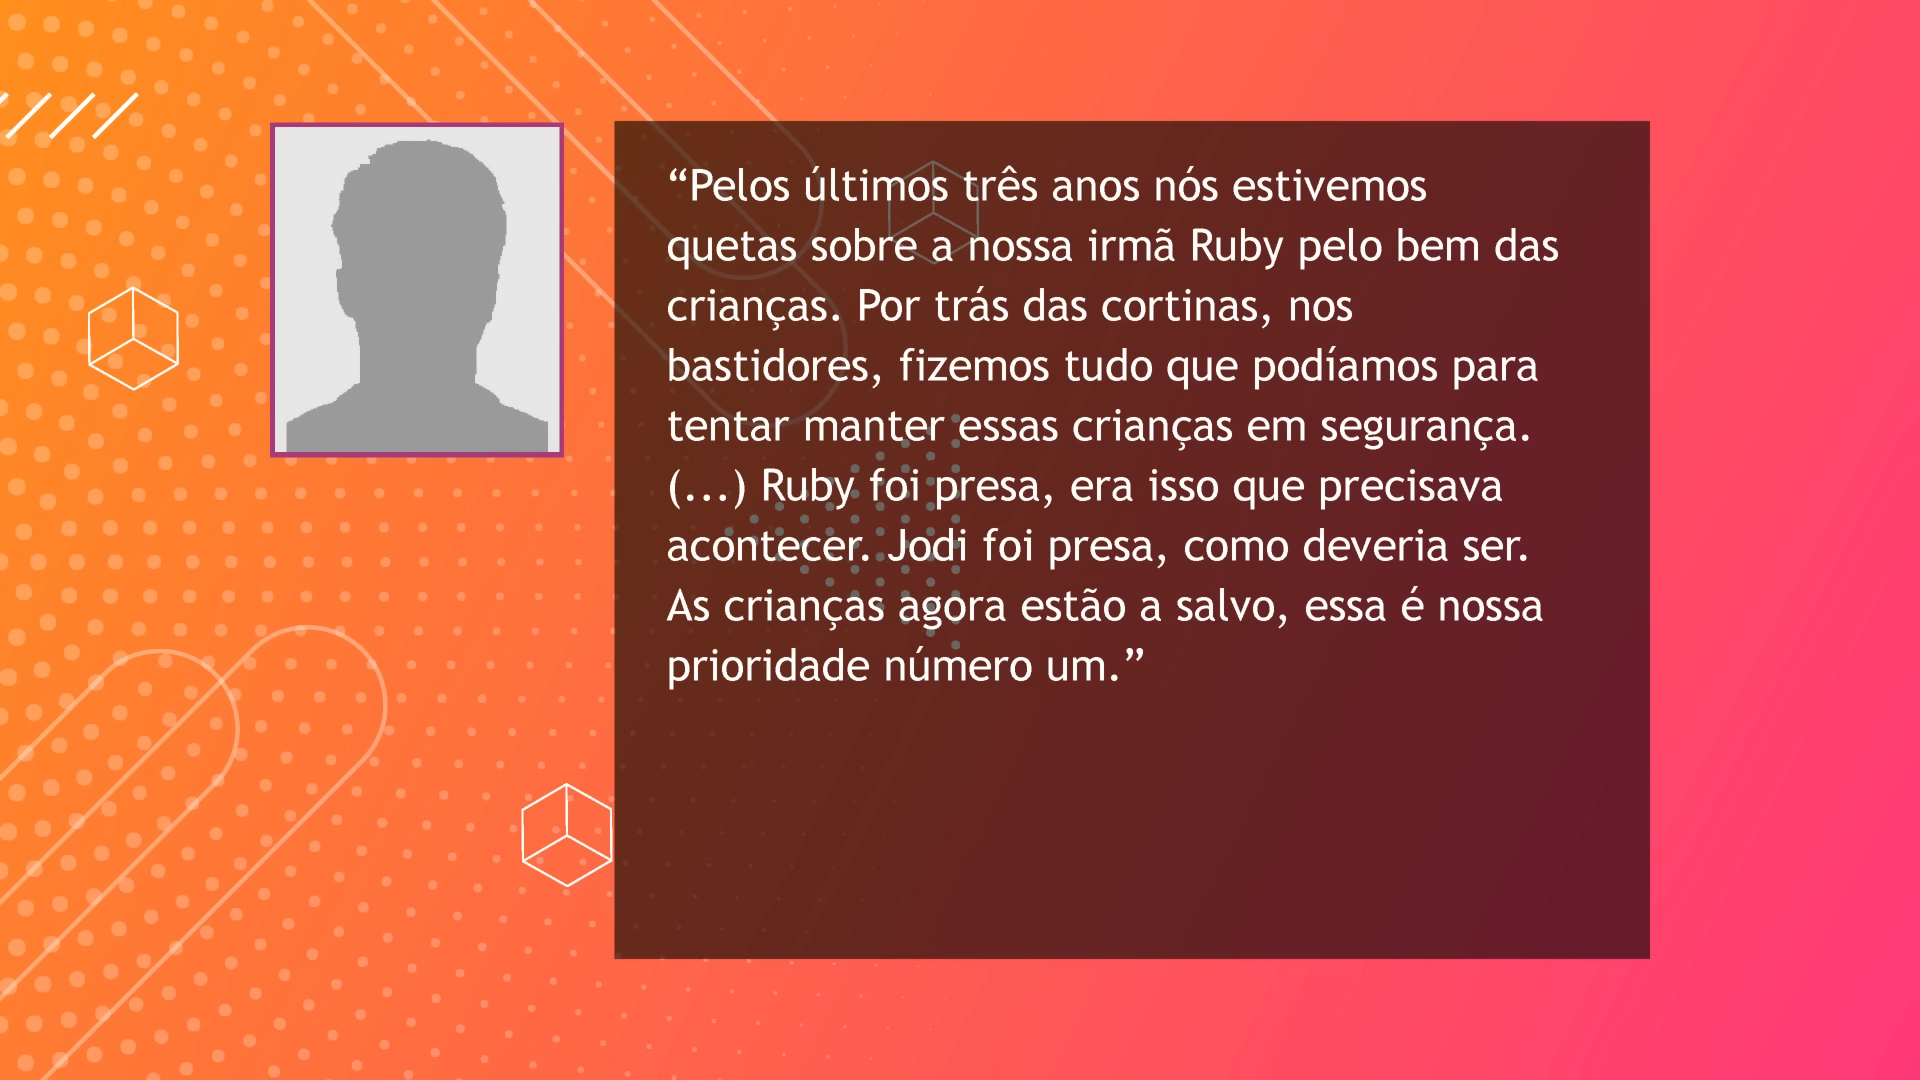 “Pelos últimos três anos nós estivemos
quetas sobre a nossa irmã Ruby pelo bem das
crianças. Por trás das cortinas, nos
bastidores, fizemos tudo que podíamos para
tentar manter essas crianças em segurança.
(...) Ruby foi presa, era isso que precisava
acontecer. Jodi foi presa, como deveria ser.
As crianças agora estão a salvo, essa é nossa
prioridade número um.”